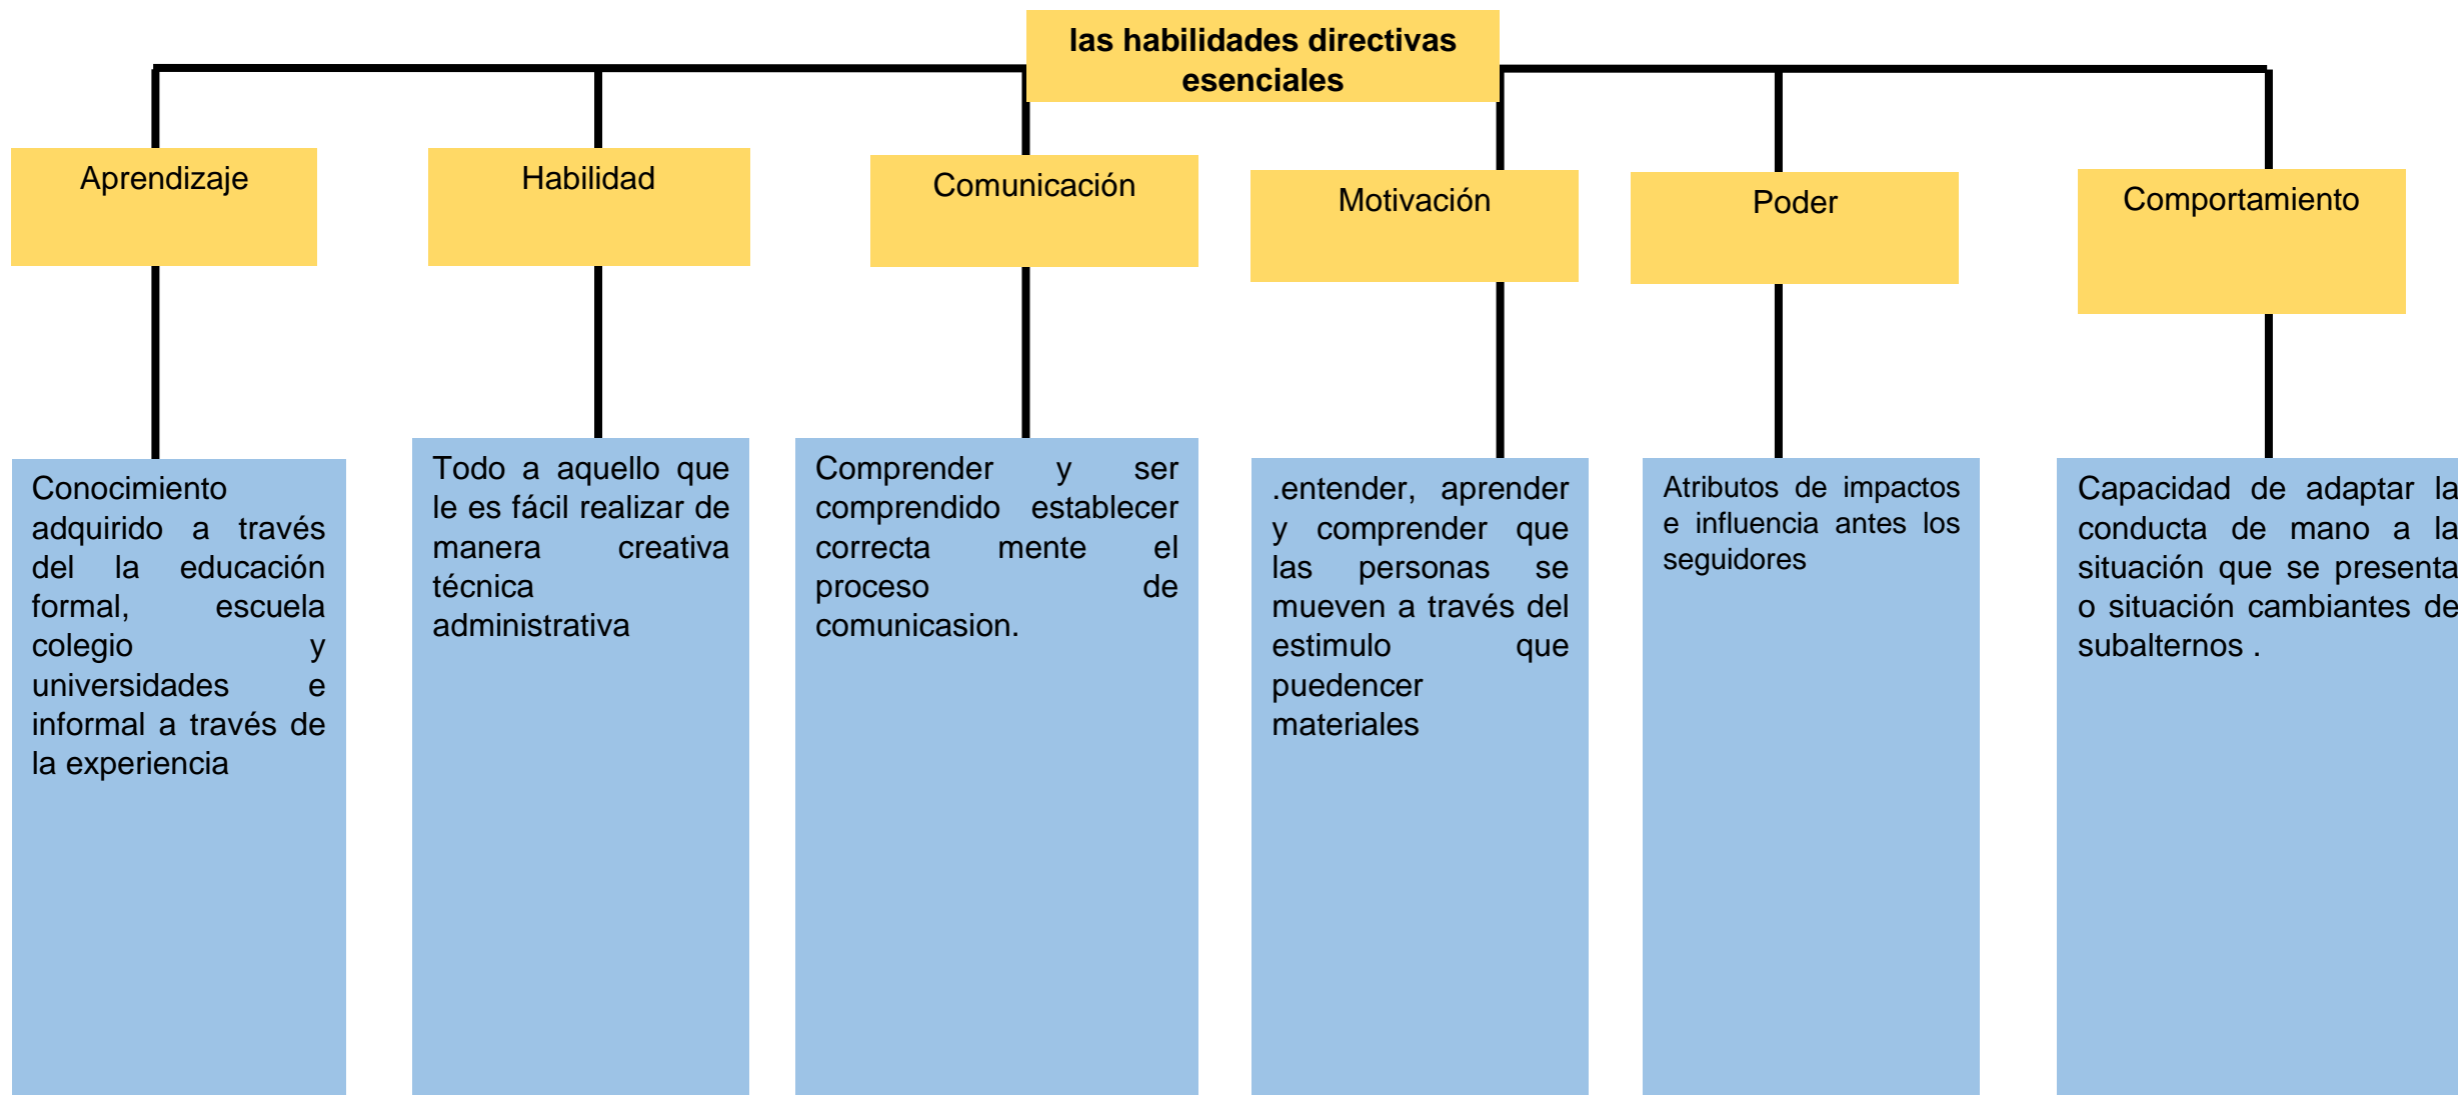 las habilidades directivas
esenciales
Aprendizaje
Habilidad
Comunicación
Motivación
Poder
Comportamiento
Conocimiento
adquirido a través
del la educación
formal, escuela
colegio y
universidades e
informal a través de
la experiencia
Todo a aquello que
le es fácil realizar de
manera creativa
técnica
administrativa
Comprender y ser
comprendido establecer
correcta mente el
proceso de
comunicasion.
.entender, aprender
y comprender que
las personas se
mueven a través del
estimulo que
puedencer
materiales
Atributos de impactos
e influencia antes los
seguidores
Capacidad de adaptar la
conducta de mano a la
situación que se presenta
o situación cambiantes de
subalternos .